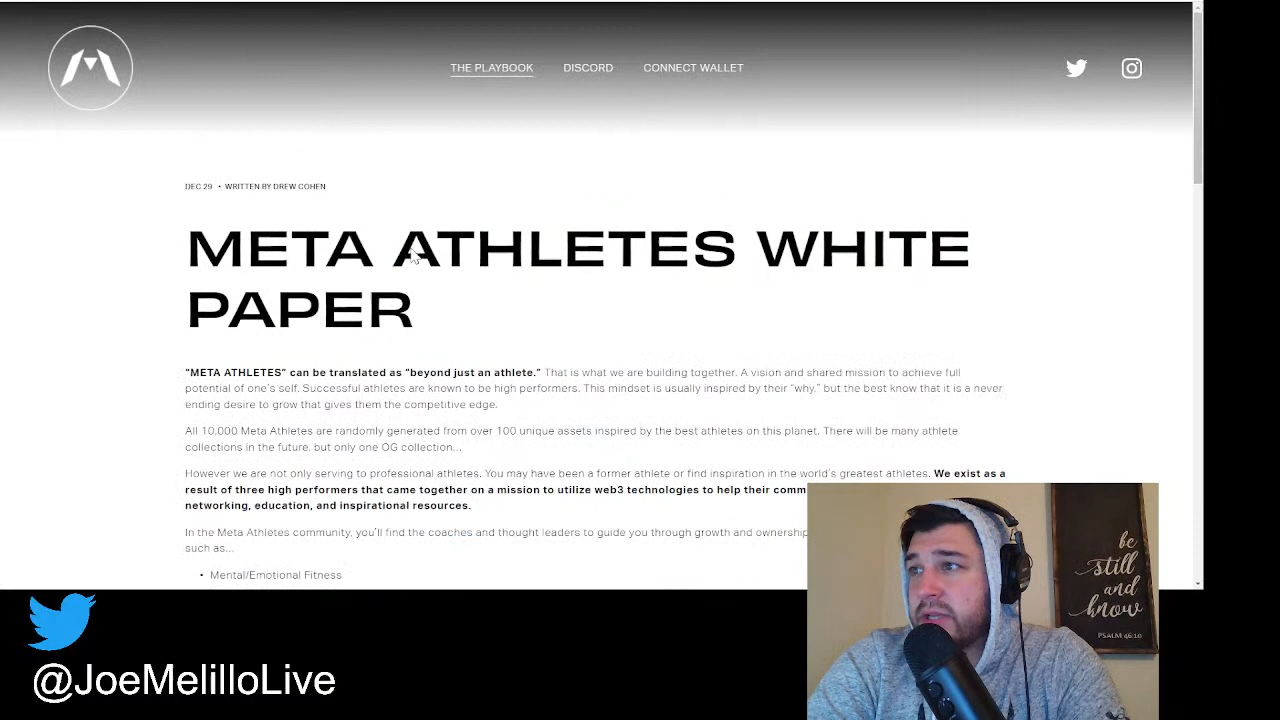 THE PLAYBOOK
DISCORD
CONNECT WALLET
DEC 29 • WRITTEN BY DREW COHEN
META ATHLETES WHITE
PAPER
“META ATHLETES” can be translated as “beyond just an athlete.” That is what we are building together. A vision and shared mission to achieve full
potential of one’s self. Successful athletes are known to be high performers. This mindset is usually inspired by their “why,” but the best know that it is a never
ending desire to grow that gives them the competitive edge.
All 10,000 Meta Athletes are randomly generated from over 100 unique assets inspired by the best athletes on this planet. There will be many athlete
collections in the future, but only one OG collection...
However we are not only serving to professional athletes. You may have been a former athlete or find inspiration in the world’s greatest athletes. We exist as a
result of three high performers that came together on a mission to utilize web3 technologies to help their
networking, education, and inspirational resources.
In the Meta Athletes community, you’ll find the coaches and thought leaders to guide you through growth and ownership
such as...
• Mental/Emotional Fitness
be
still
and
know
PSALM 46:10
@JoeMelilloLive